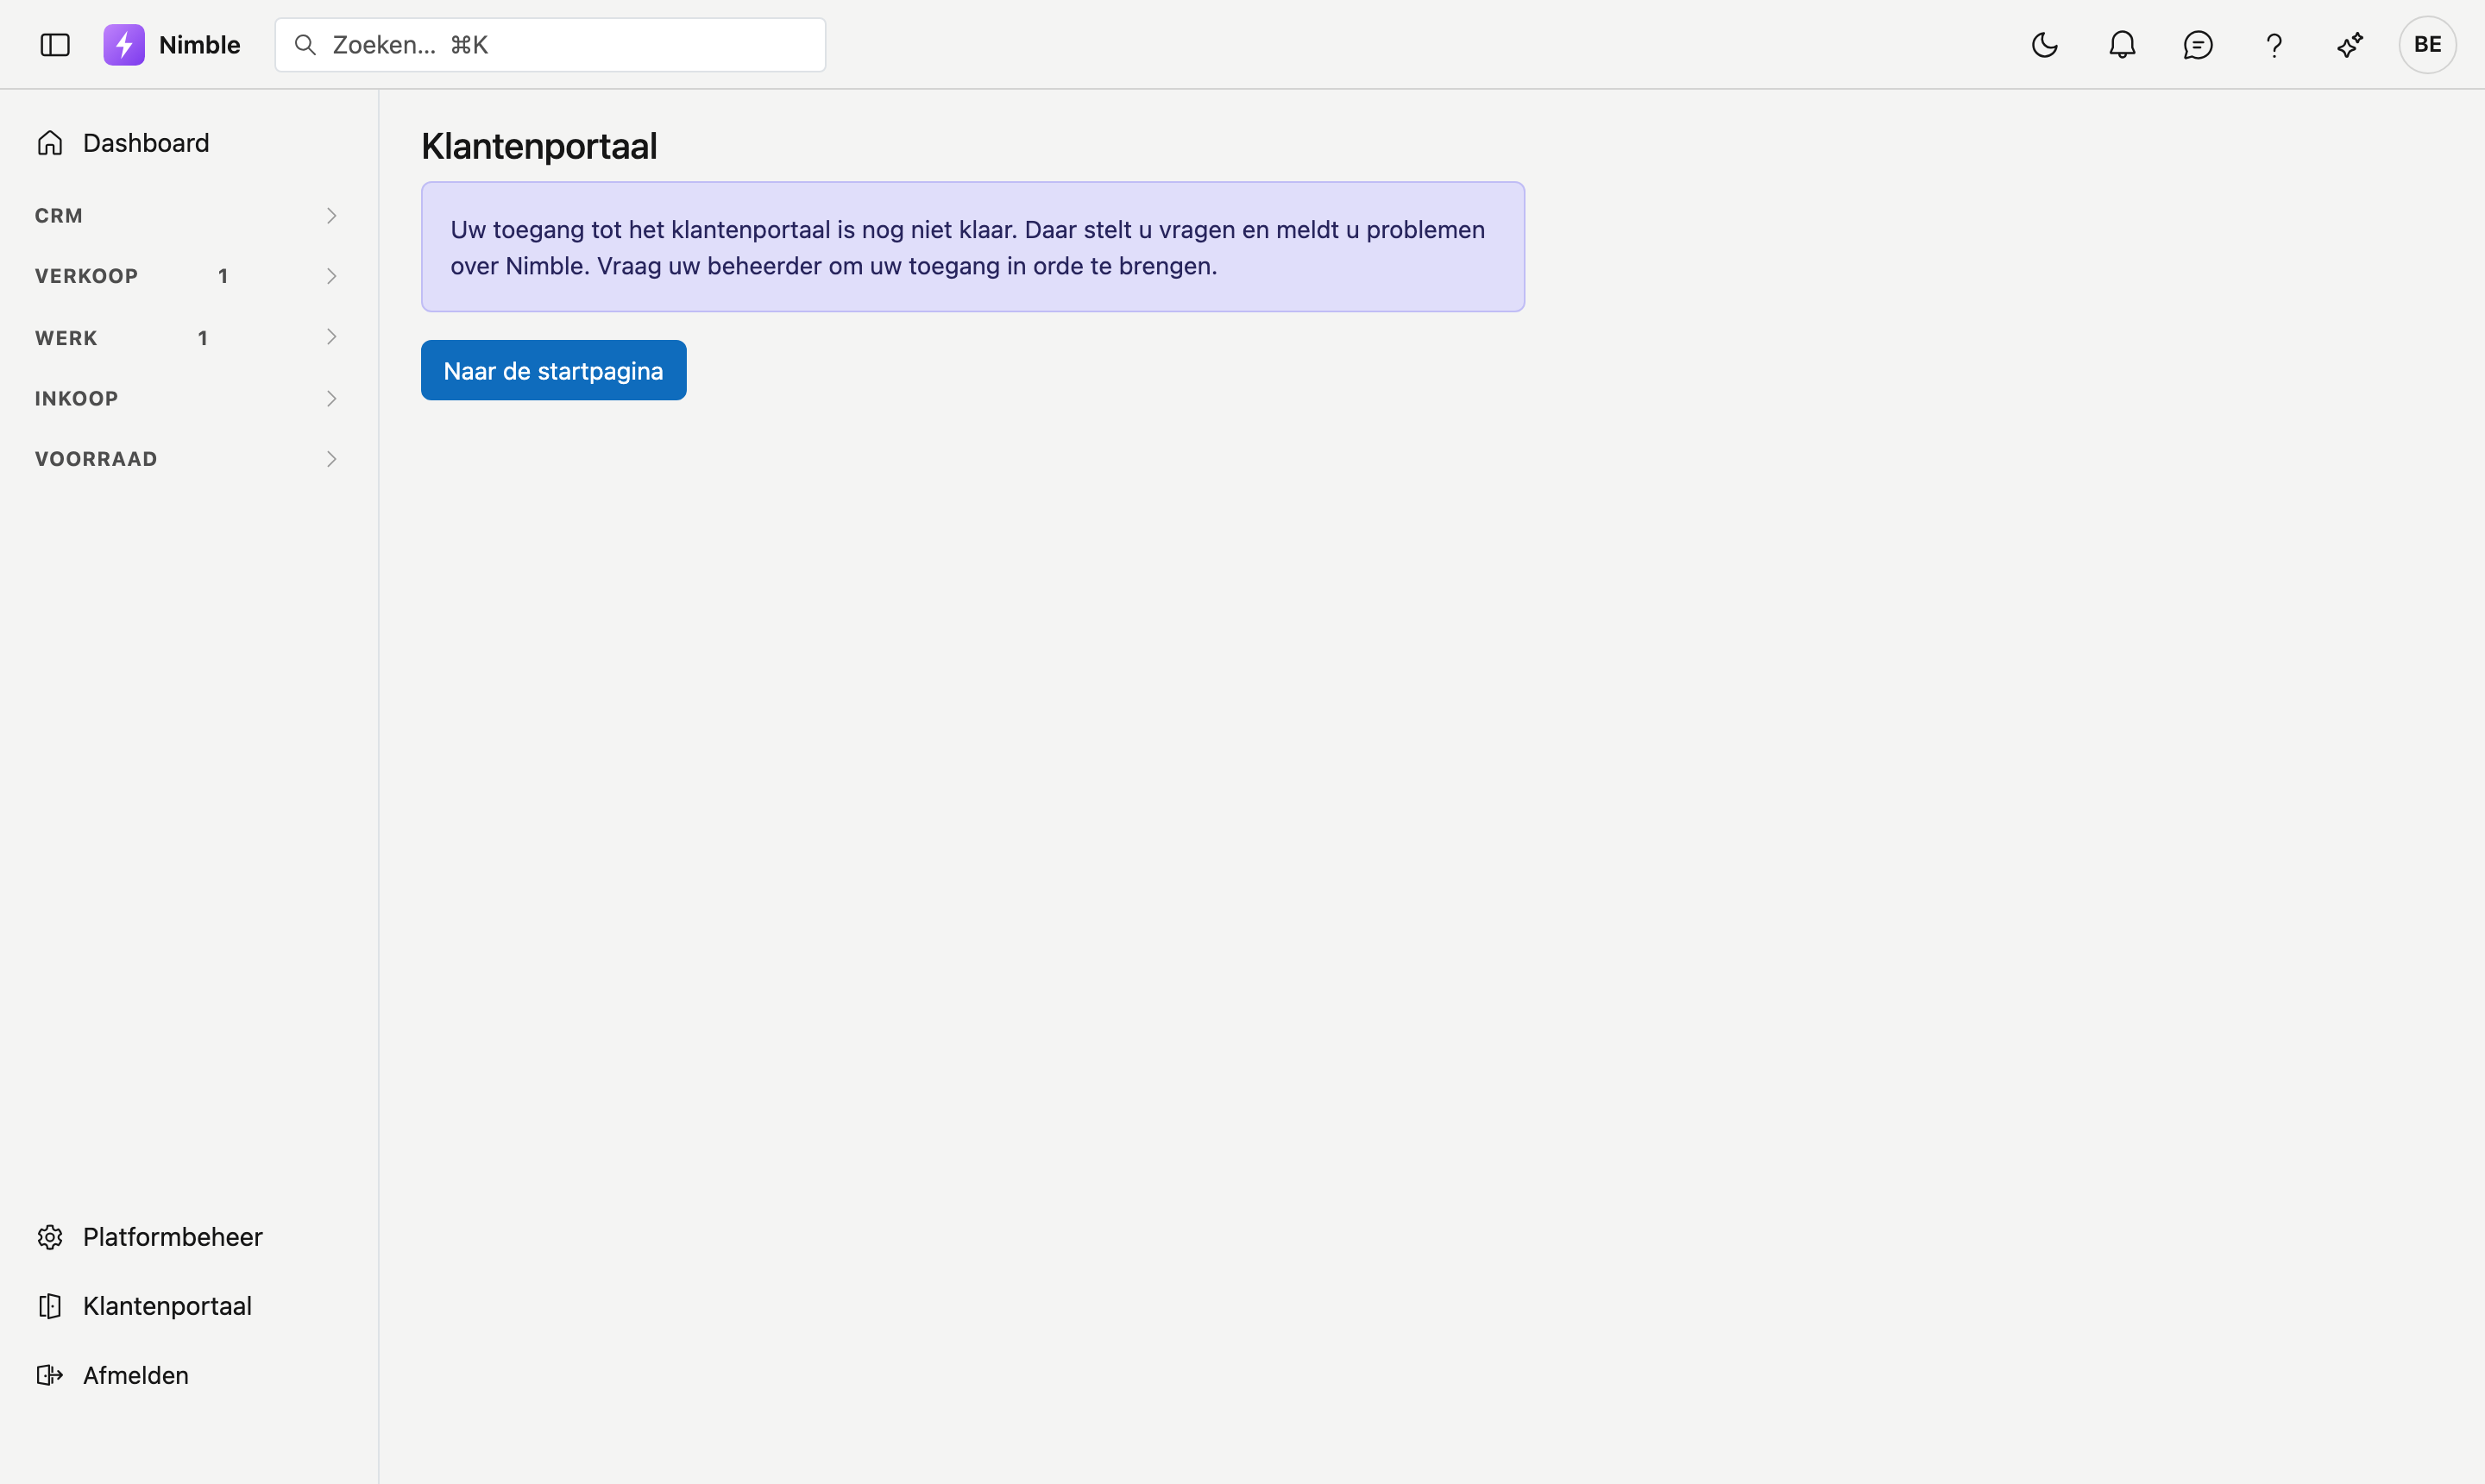 Nimble
Zoeken... ⌘K
BE
Dashboard
CRM
VERKOOP 1
WERK 1
INKOOP
VOORRAAD
Platformbeheer
Klantenportaal
Afmelden
Klantenportaal
Uw toegang tot het klantenportaal is nog niet klaar. Daar stelt u vragen en meldt u problemen
over Nimble. Vraag uw beheerder om uw toegang in orde te brengen.
Naar de startpagina